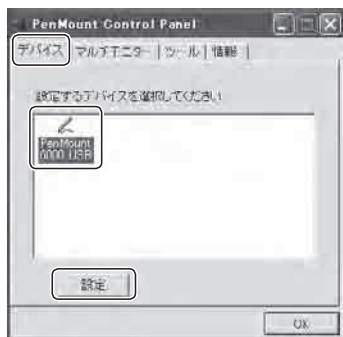 PenMount Control Panel
デバイス マルチモニター ツール 情報
設定するデバイスを選択してください
PenMount
6000 USB
設定
OK